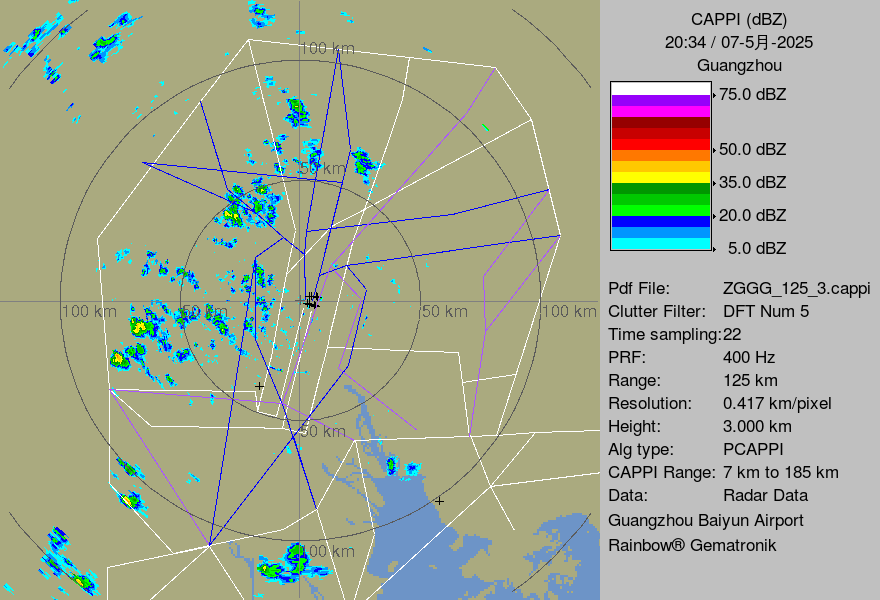 CAPPI (dBZ)
20:34 / 07-5月-2025
Guangzhou
75.0 dBZ
50.0 dBZ
35.0 dBZ
20.0 dBZ
5.0 dBZ
100 km
50 km
100 km
50 km
50 km
100 km
50 km
100 km
Pdf File: ZGGG_125_3.cappi
Clutter Filter: DFT Num 5
Time sampling:22
PRF: 400 Hz
Range: 125 km
Resolution: 0.417 km/pixel
Height: 3.000 km
Alg type: PCAPPI
CAPPI Range: 7 km to 185 km
Data: Radar Data
Guangzhou Baiyun Airport
Rainbow® Gematronik